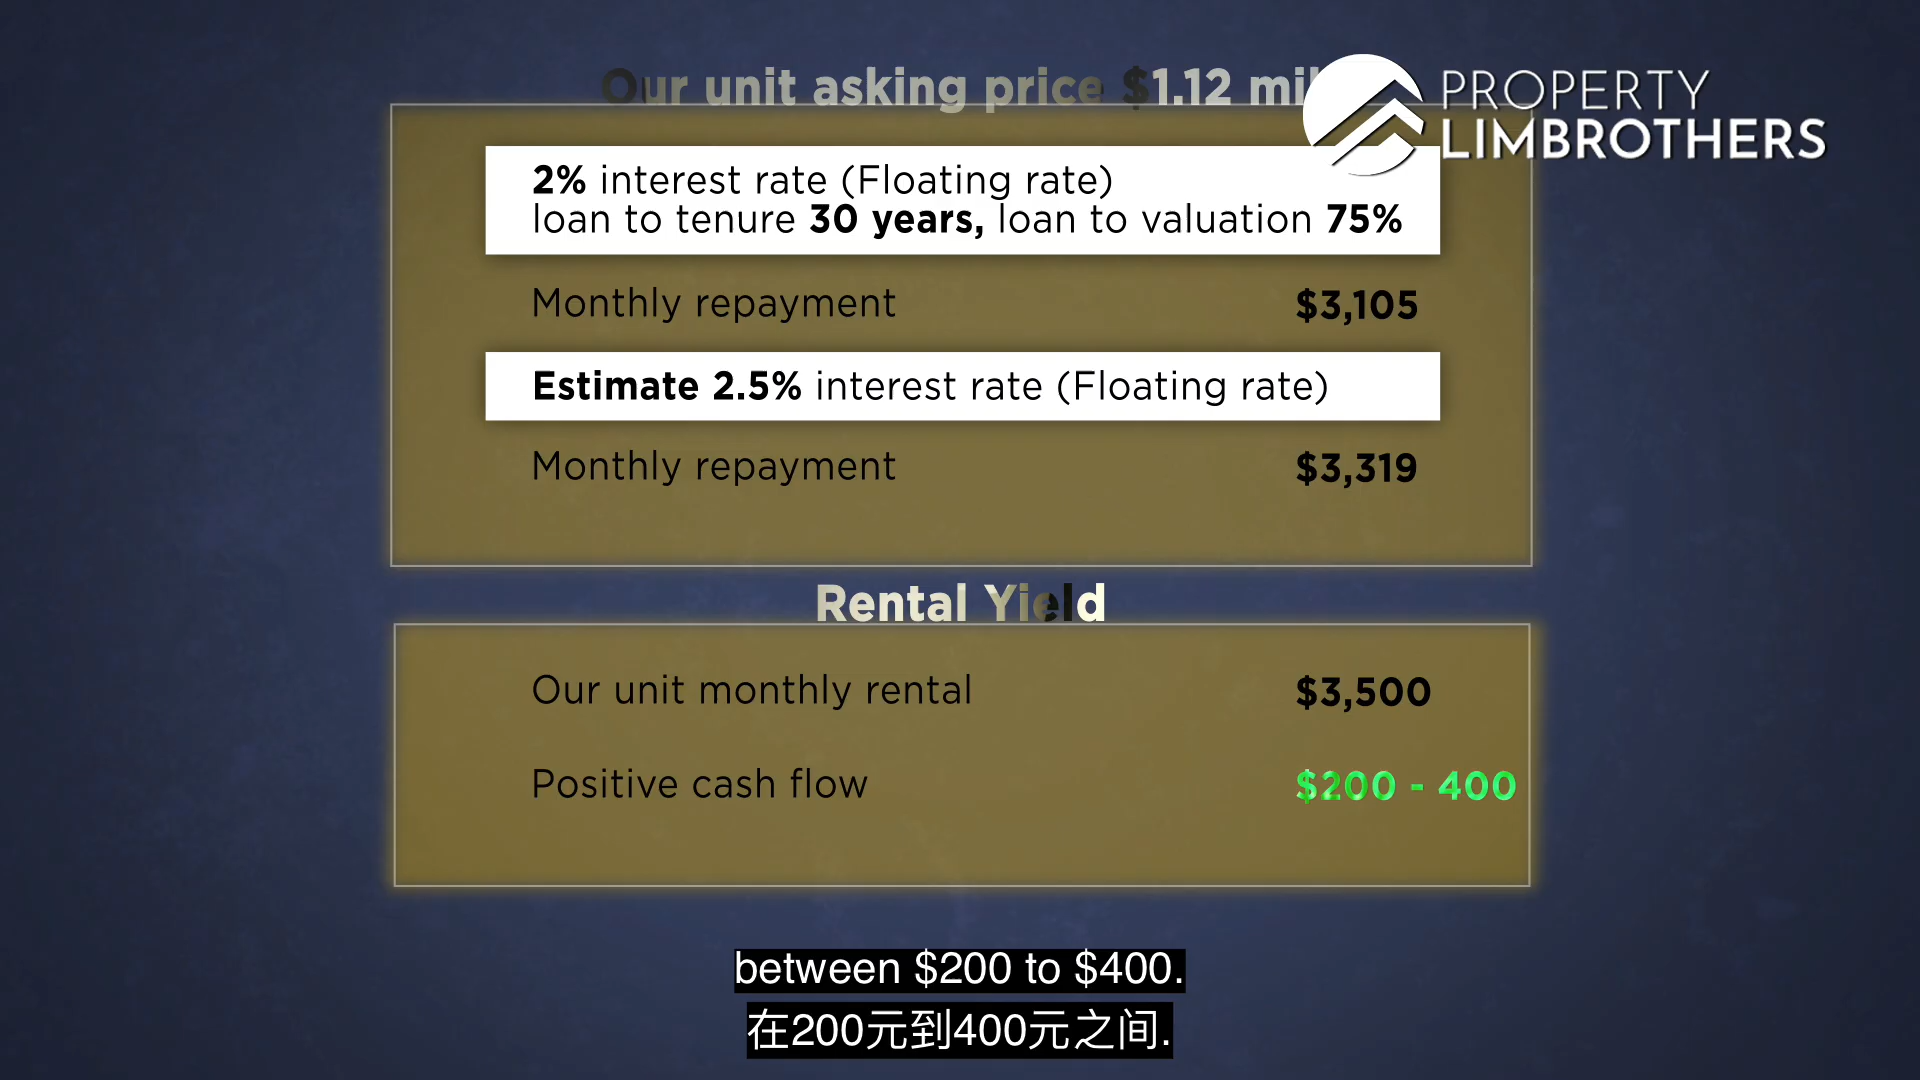 Our unit asking price $1.12 mil
PROPERTY
LIMBROTHERS
2% interest rate (Floating rate)
loan to tenure 30 years, loan to valuation 75%
Monthly repayment $3,105
Estimate 2.5% interest rate (Floating rate)
Monthly repayment $3,319
Rental Yield
Our unit monthly rental $3,500
Positive cash flow $200 - 400
between $200 to $400.
在200元到400元之间.